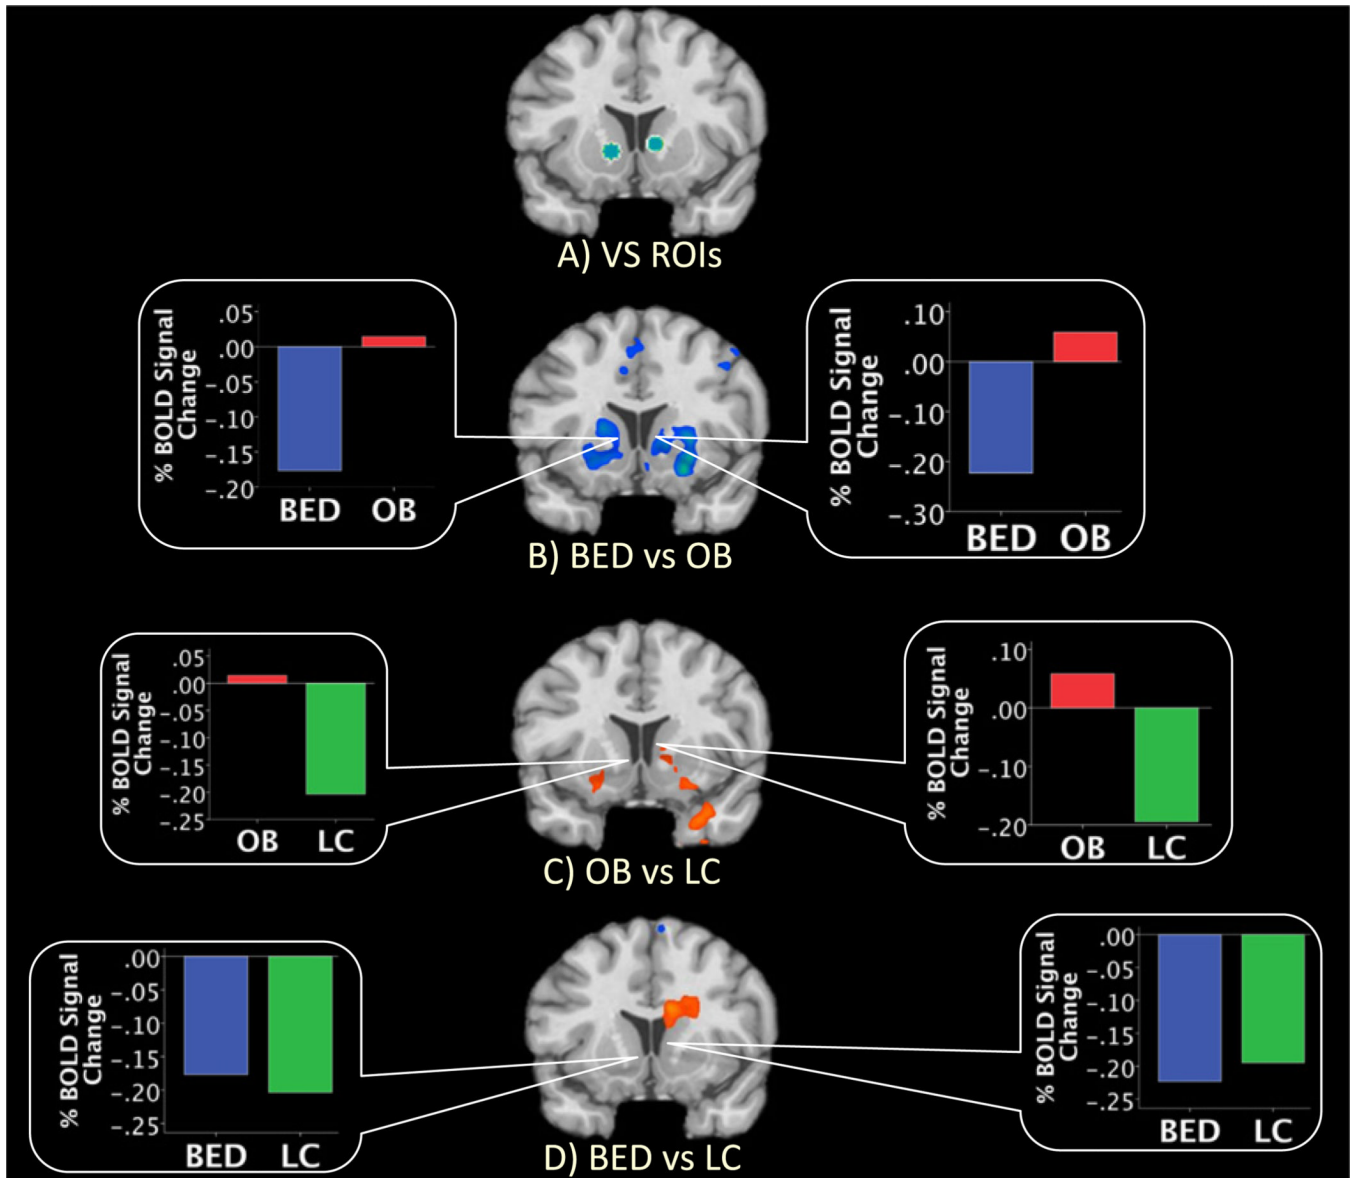 A) VS ROIs
% BOLD Signal
Change
.05
.00
-.05
-.10
-.15
-.20
BED OB
% BOLD Signal
Change
.10
.00
-.10
-.20
-.30
BED OB
B) BED vs OB
% BOLD Signal
Change
.05
.00
-.05
-.10
-.15
-.20
-.25
OB LC
% BOLD Signal
Change
.10
.00
-.10
-.20
OB LC
C) OB vs LC
% BOLD Signal
Change
.00
-.05
-.10
-.15
-.20
-.25
BED LC
% BOLD Signal
Change
.00
-.05
-.10
-.15
-.20
-.25
BED LC
D) BED vs LC